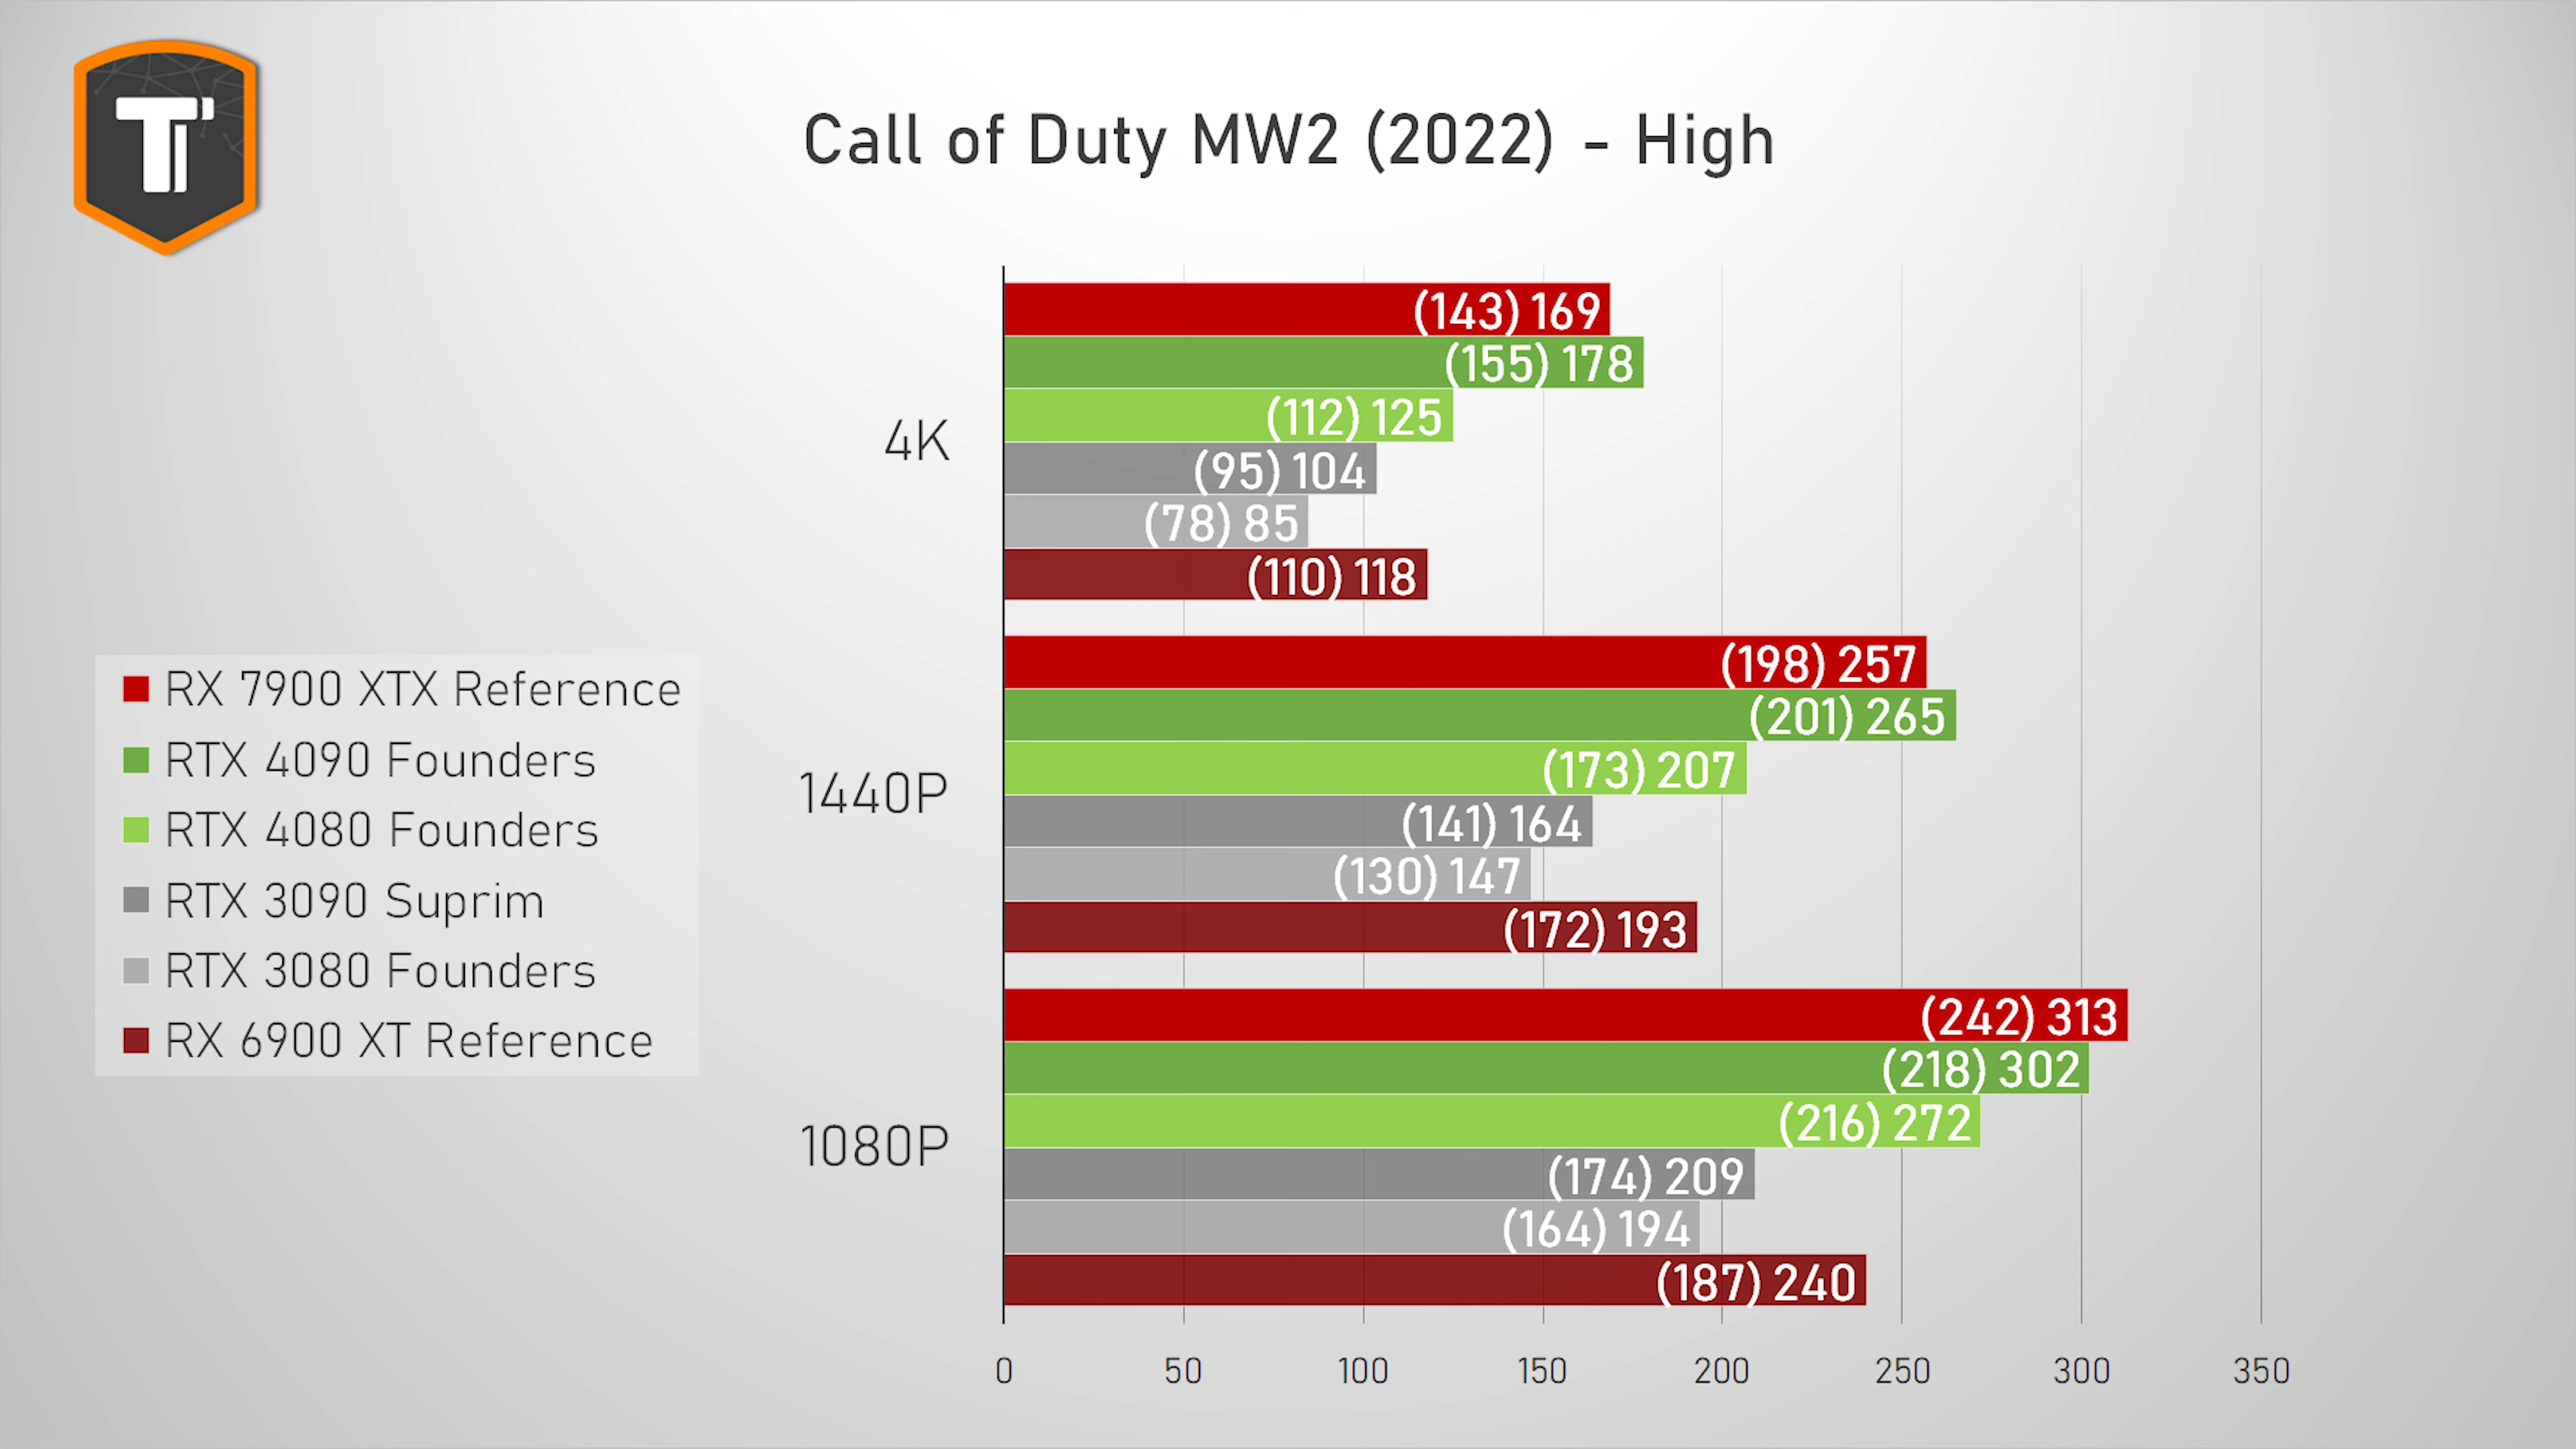 T
Call of Duty MW2 (2022) - High
4K
(143) 169
(155) 178
(112) 125
(95) 104
(78) 85
(110) 118
1440P
(198) 257
(201) 265
(173) 207
(141) 164
(130) 147
(172) 193
1080P
(242) 313
(218) 302
(216) 272
(174) 209
(164) 194
(187) 240
RX 7900 XTX Reference
RTX 4090 Founders
RTX 4080 Founders
RTX 3090 Suprim
RTX 3080 Founders
RX 6900 XT Reference
0 50 100 150 200 250 300 350